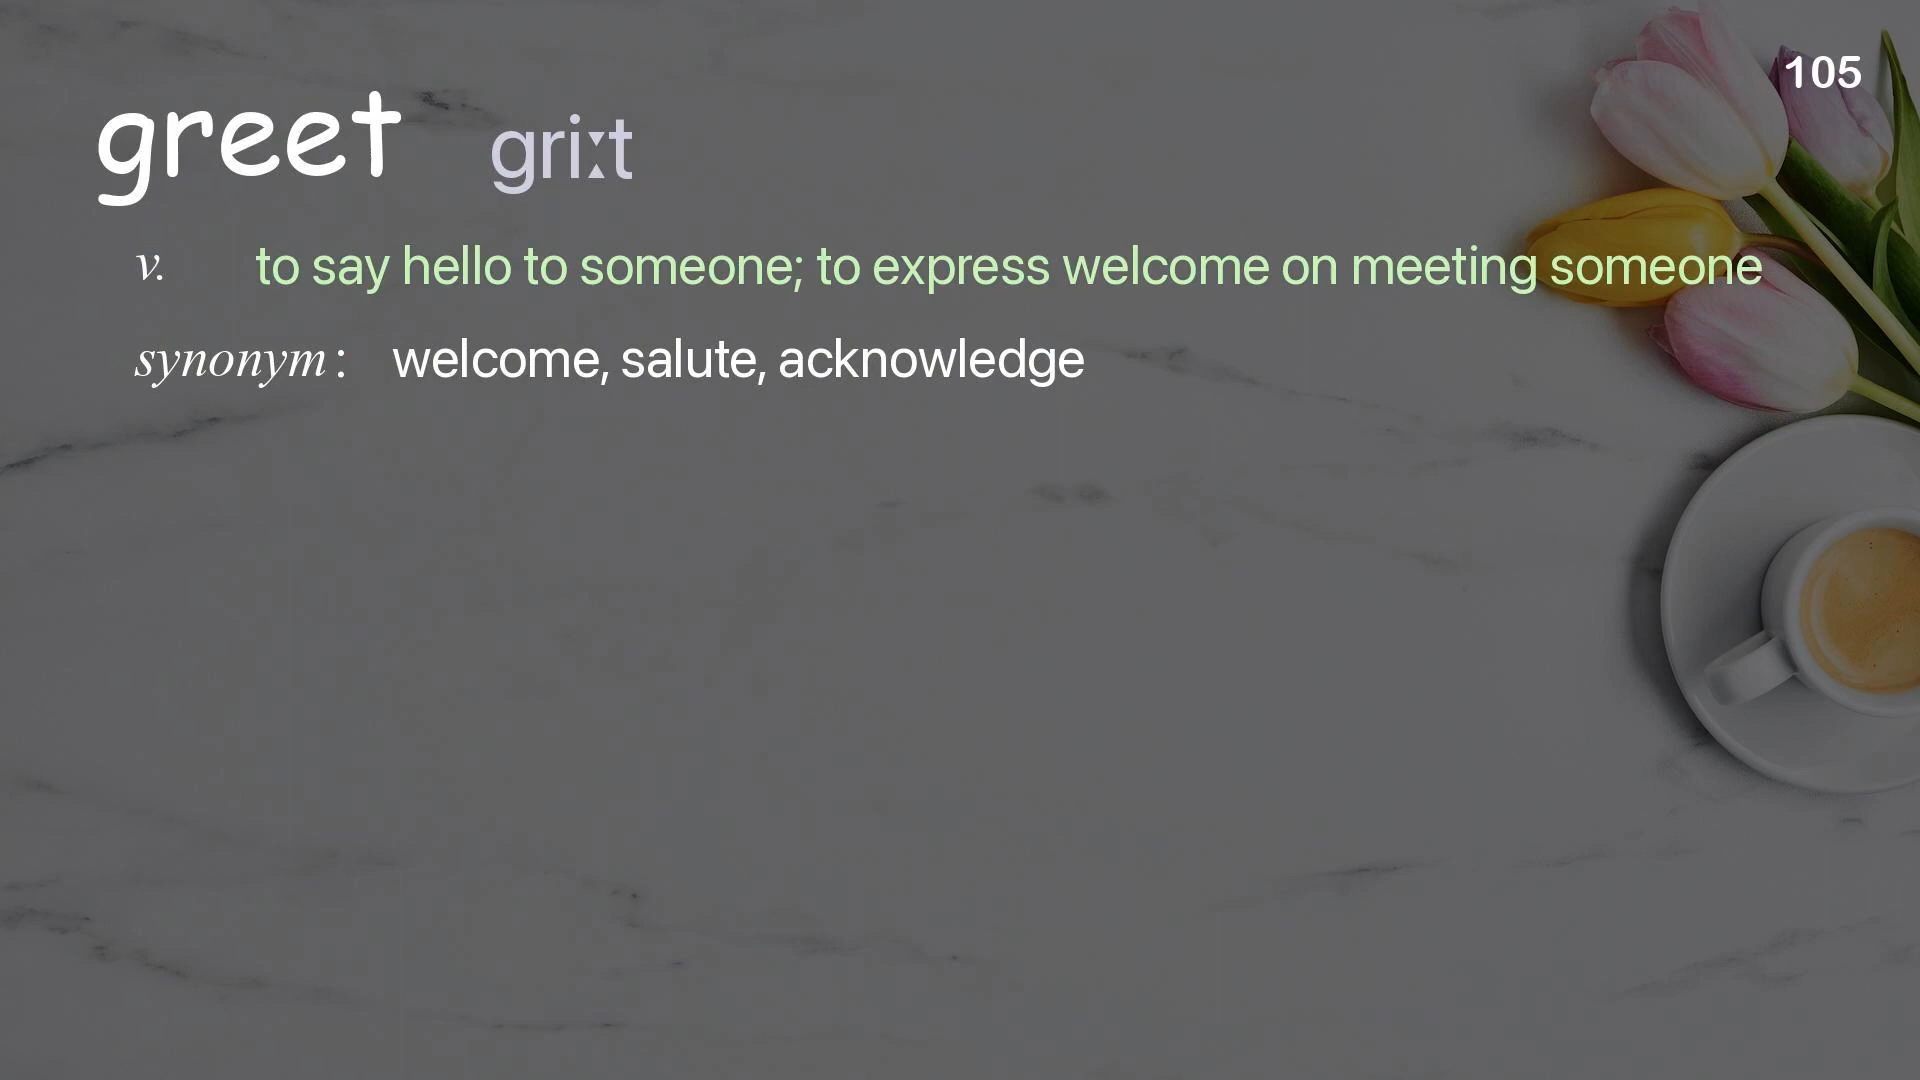 105
greet griːt
v. to say hello to someone; to express welcome on meeting someone
synonym : welcome, salute, acknowledge